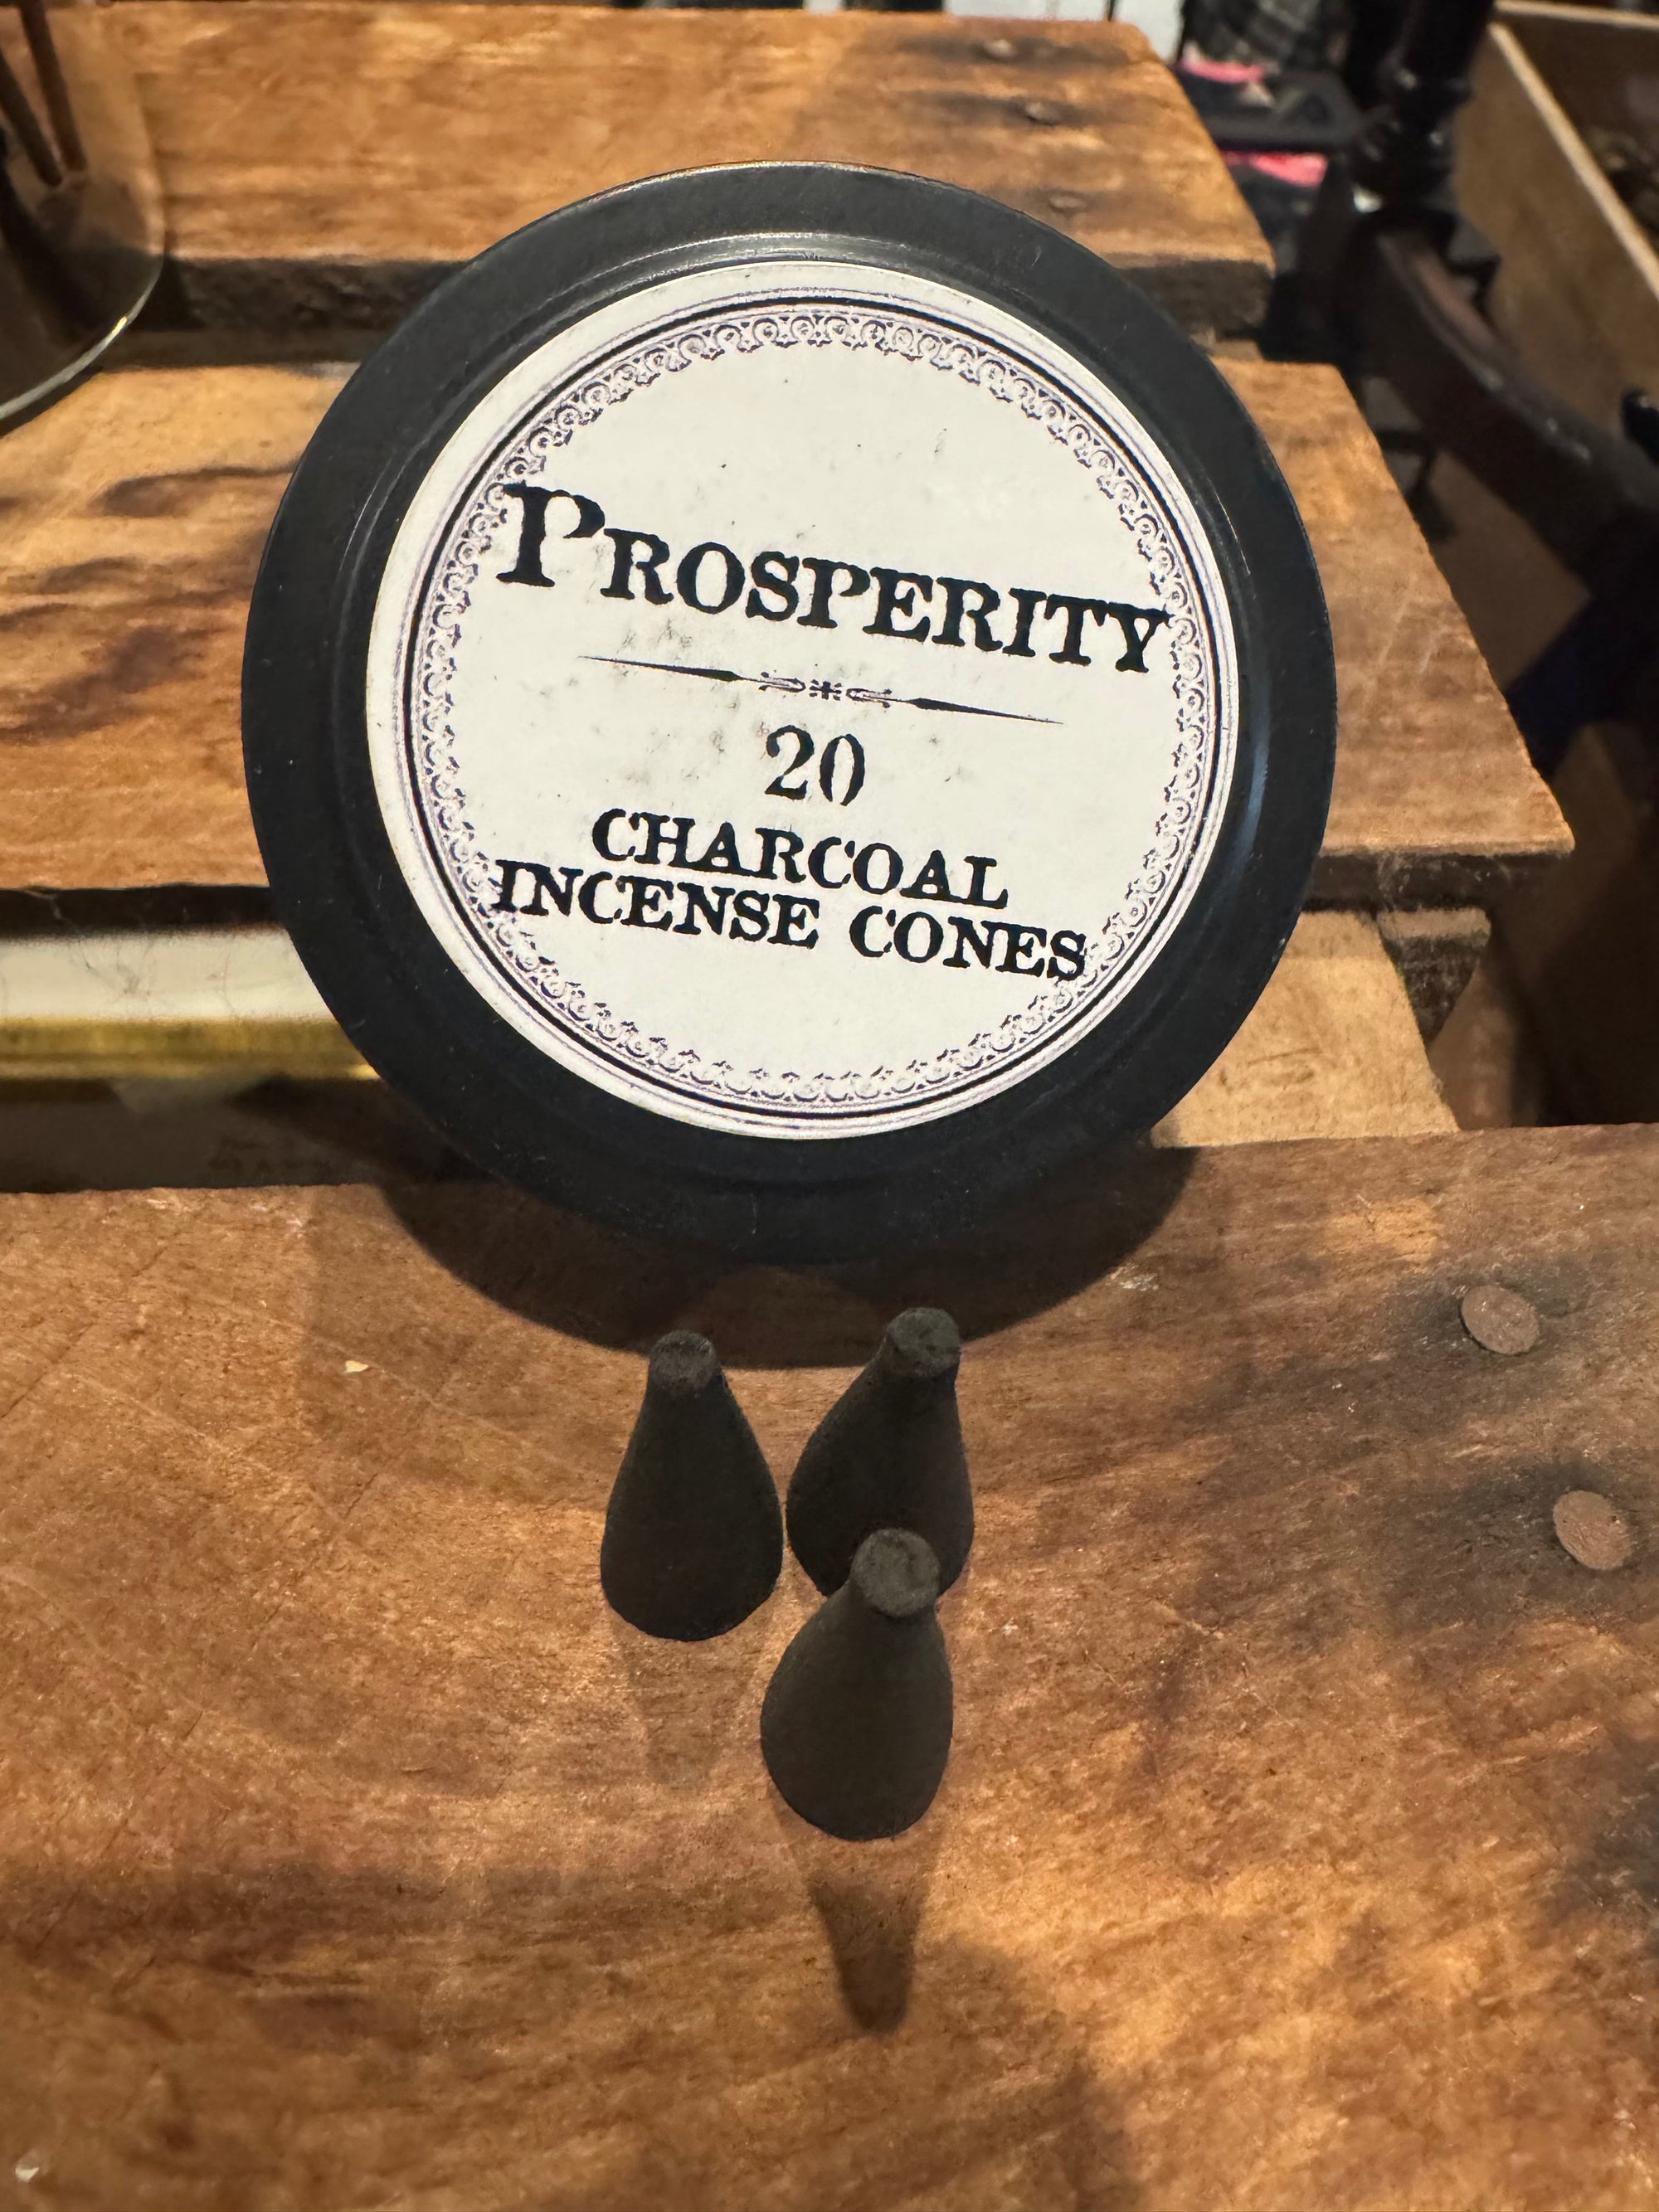 PROSPERITY
20
CHARCOAL
INCENSE CONES